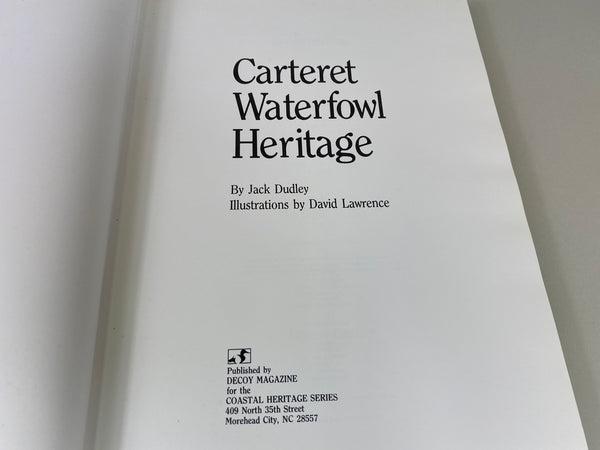 Carteret
Waterfowl
Heritage
By Jack Dudley
Illustrations by David Lawrence
Published by
DECOY MAGAZINE
for the
COASTAL HERITAGE SERIES
409 North 35th Street
Morehead City, NC 28557